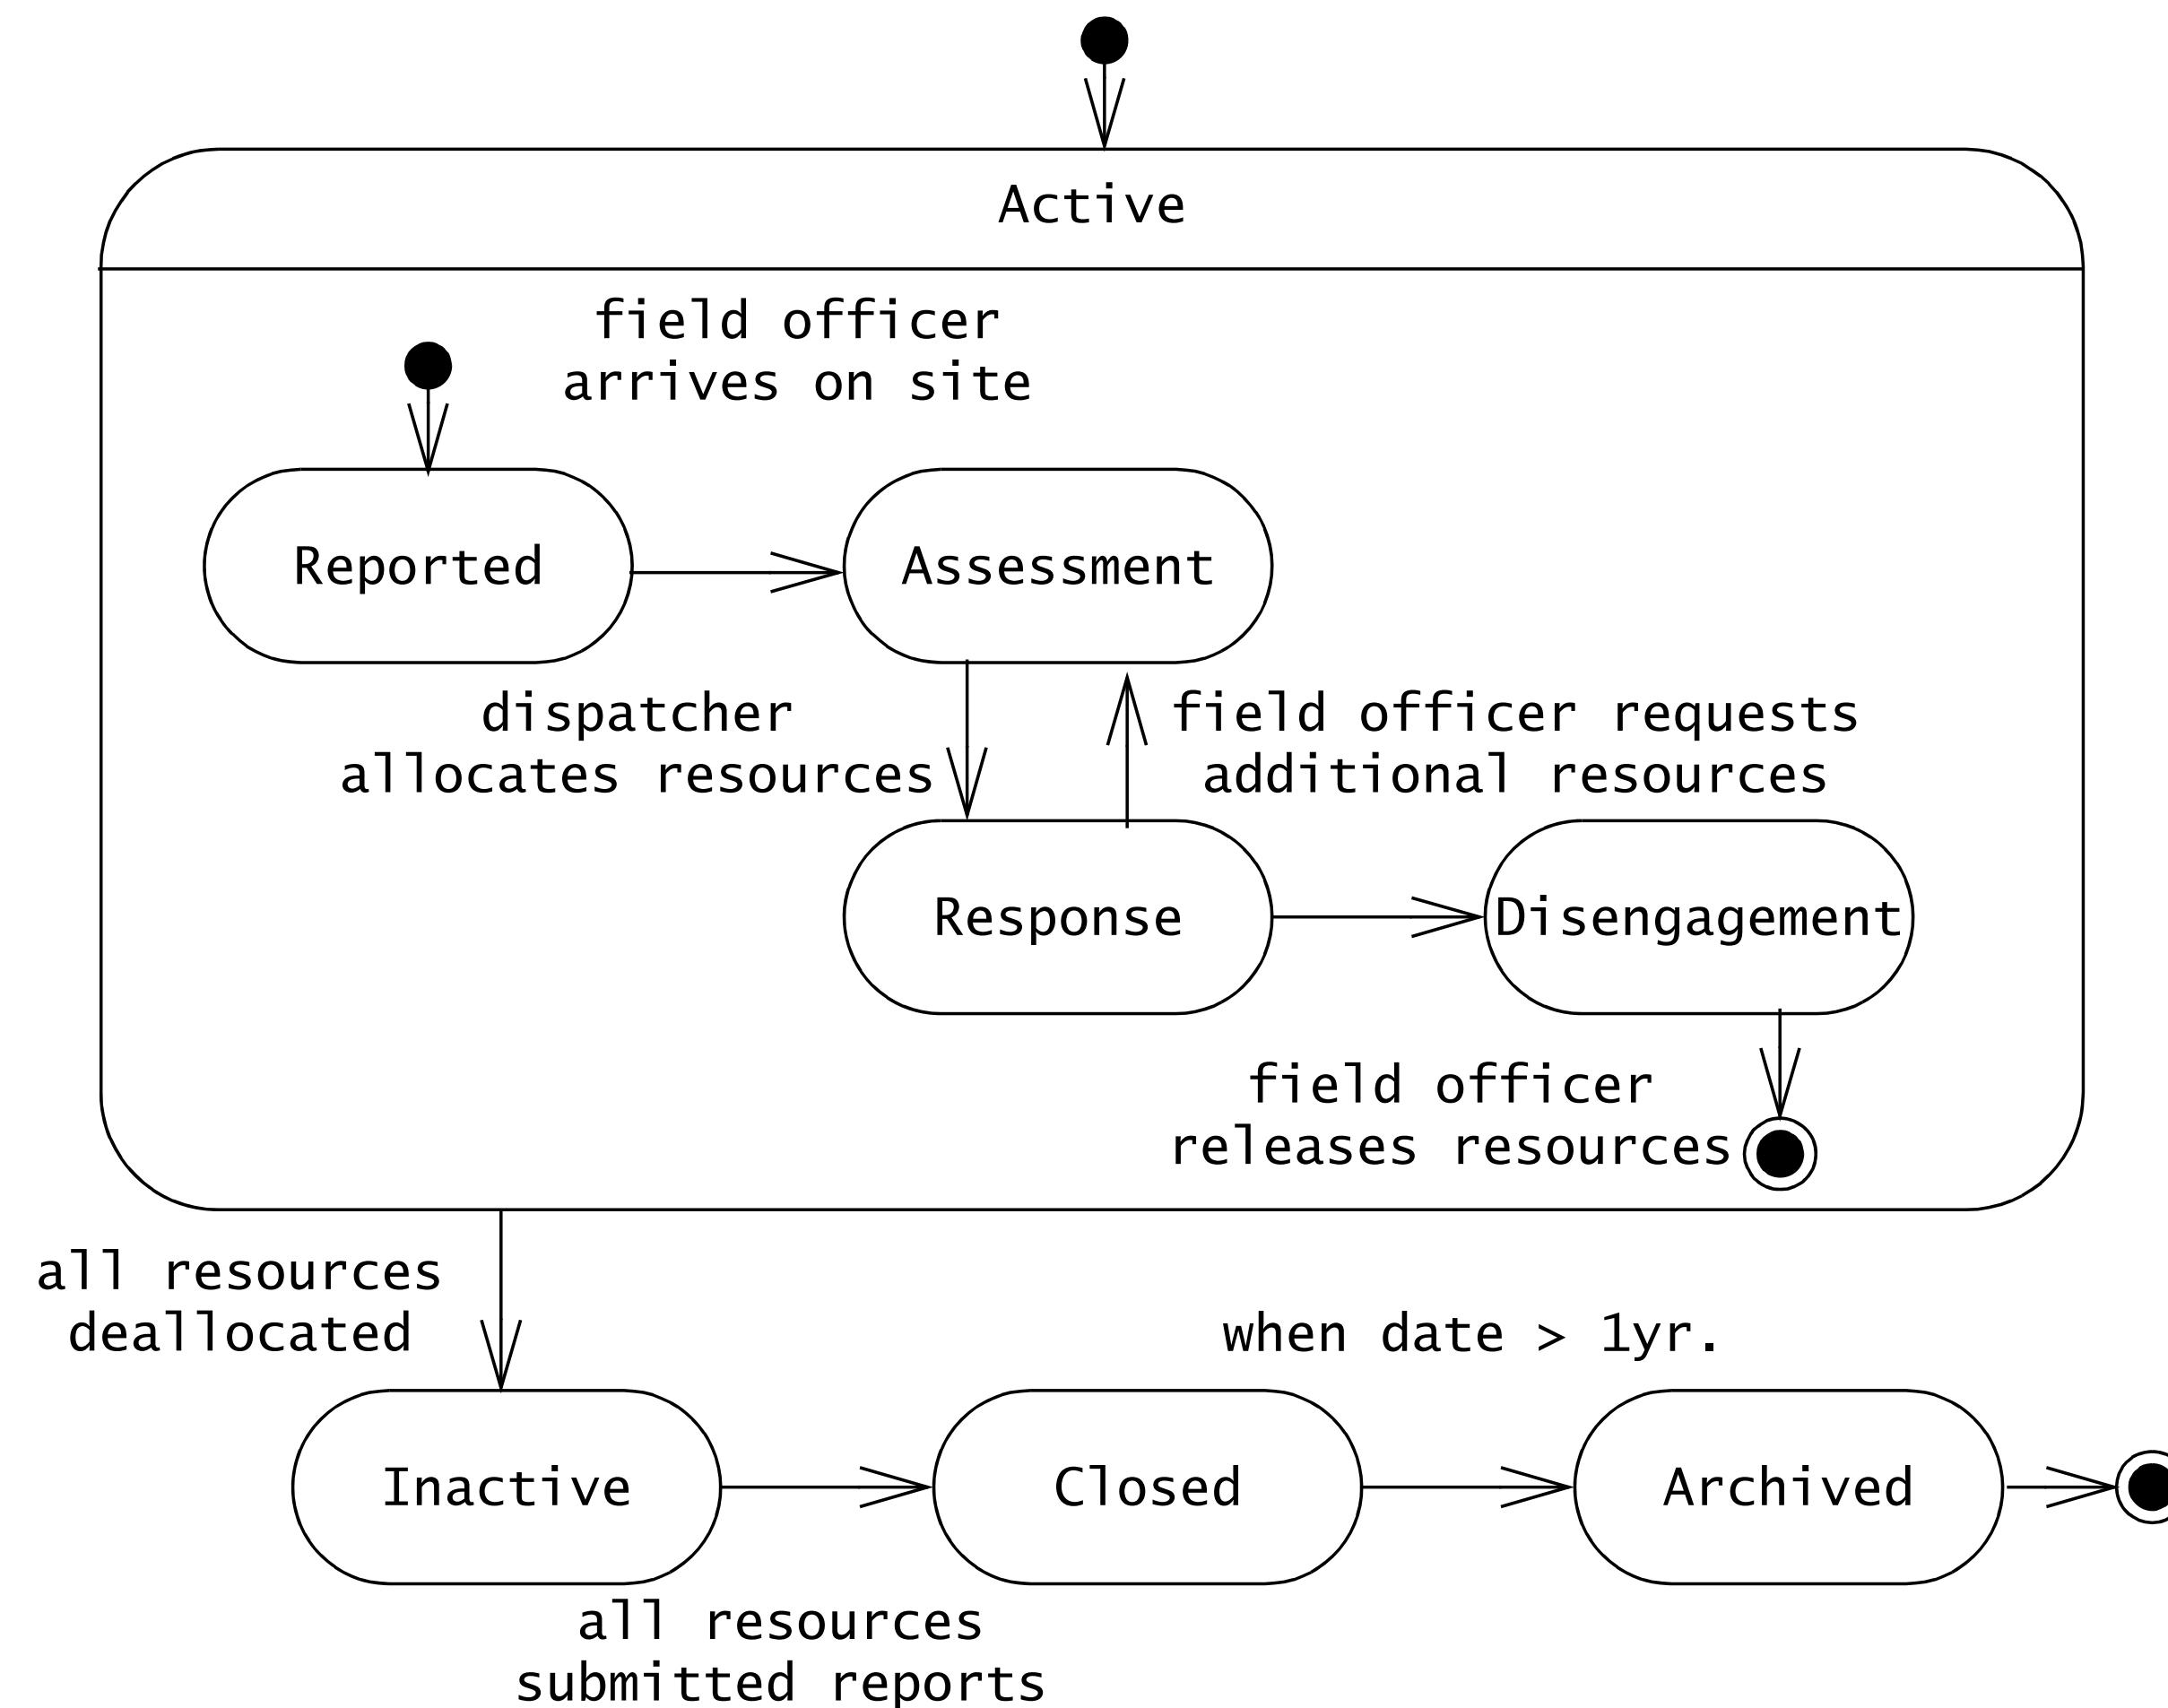 Active
field officer
arrives on site
Reported
Assessment
dispatcher
allocates resources
field officer requests
additional resources
Response
Disengagement
field officer
releases resources
all resources
deallocated
when date > 1yr.
Inactive
Closed
Archived
all resources
submitted reports